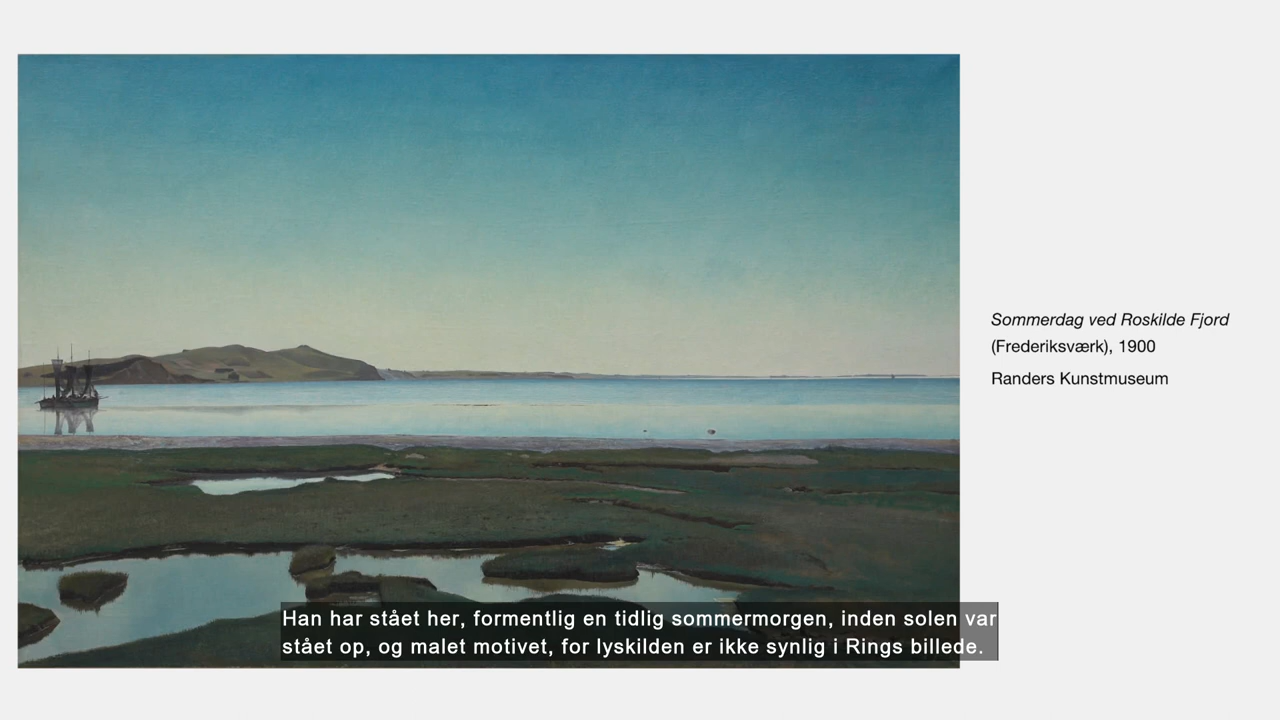 Sommerdag ved Roskilde Fjord
(Frederiksværk), 1900
Randers Kunstmuseum
Han har stået her, formentlig en tidlig sommermorgen, inden solen var
stået op, og malet motivet, for lyskilden er ikke synlig i Rings billede.